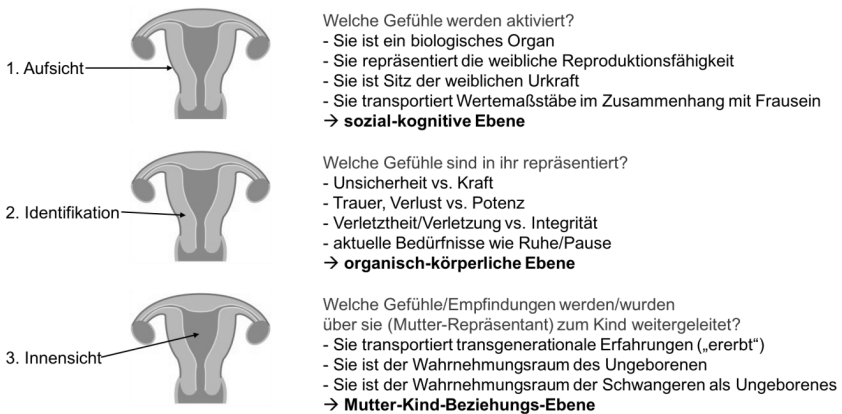 Welche Gefühle werden aktiviert?
- Sie ist ein biologisches Organ
- Sie repräsentiert die weibliche Reproduktionsfähigkeit
1. Aufsicht
- Sie ist Sitz der weiblichen Urkraft
- Sie transportiert Wertemaßstäbe im Zusammenhang mit Frausein
→ sozial-kognitive Ebene
Welche Gefühle sind in ihr repräsentiert?
- Unsicherheit vs. Kraft
- Trauer, Verlust vs. Potenz
2. Identifikation
- Verletztheit/Verletzung vs. Integrität
- aktuelle Bedürfnisse wie Ruhe/Pause
→ organisch-körperliche Ebene
Welche Gefühle/Empfindungen werden/wurden
über sie (Mutter-Repräsentant) zum Kind weitergeleitet?
- Sie transportiert transgenerationale Erfahrungen („ererbt“)
3. Innensicht
- Sie ist der Wahrnehmungsraum des Ungeborenen
- Sie ist der Wahrnehmungsraum der Schwangeren als Ungeborenes
→ Mutter-Kind-Beziehungs-Ebene